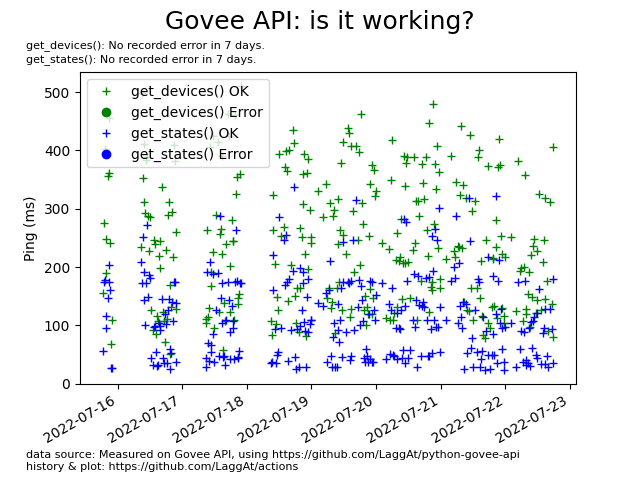 Govee API: is it working?
get_devices(): No recorded error in 7 days.
get_states(): No recorded error in 7 days.
get_devices() OK
get_devices() Error
get_states() OK
get_states() Error
Ping (ms)
500
400
300
200
100
0
2022-07-16
2022-07-17
2022-07-18
2022-07-19
2022-07-20
2022-07-21
2022-07-22
2022-07-23
data source: Measured on Govee API, using https://github.com/LaggAt/python-govee-api
history & plot: https://github.com/LaggAt/actions